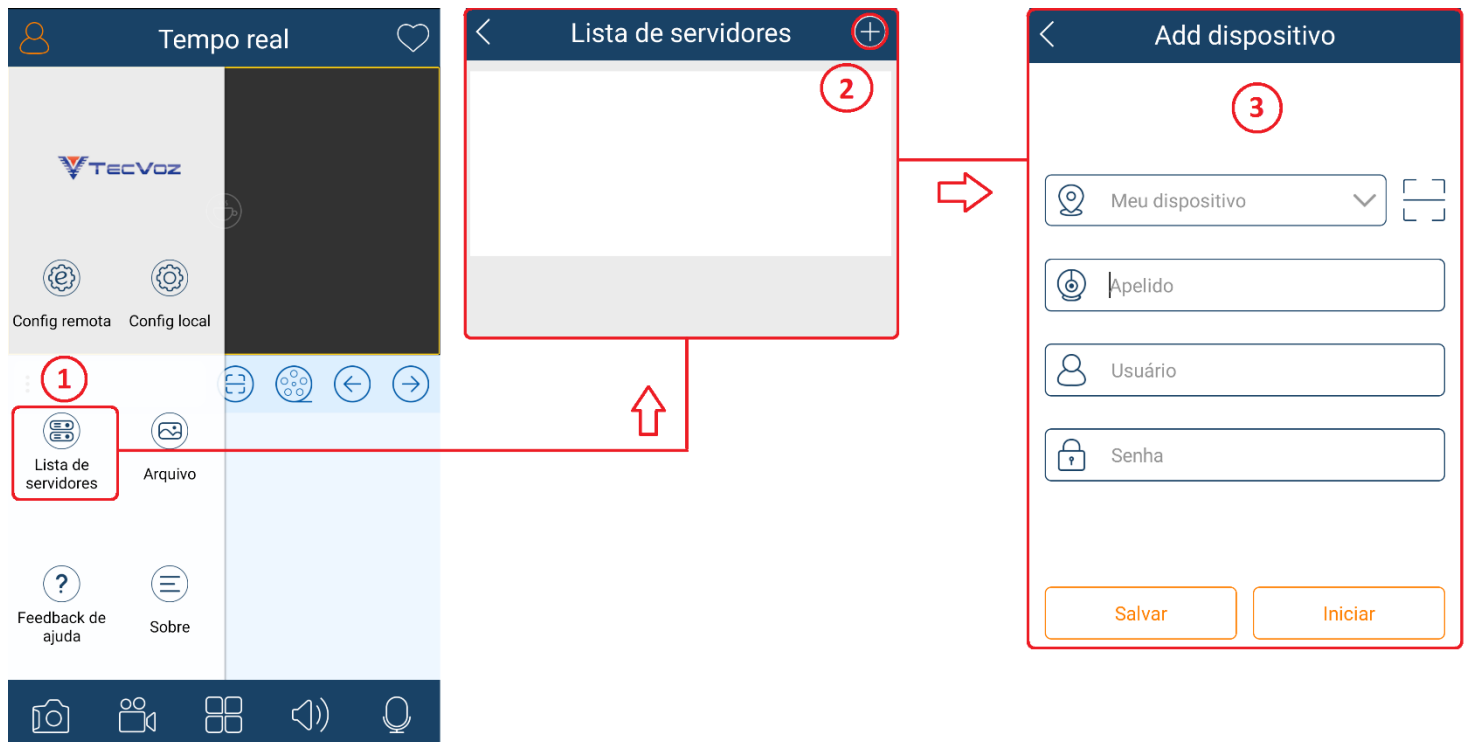 Tempo real
TECVOZ
Config remota
Config local
1
Lista de
servidores
Arquivo
?
Feedback de
ajuda
Sobre
Lista de servidores
2
Add dispositivo
3
Meu dispositivo
Apelido
Usuário
Senha
Salvar
Iniciar